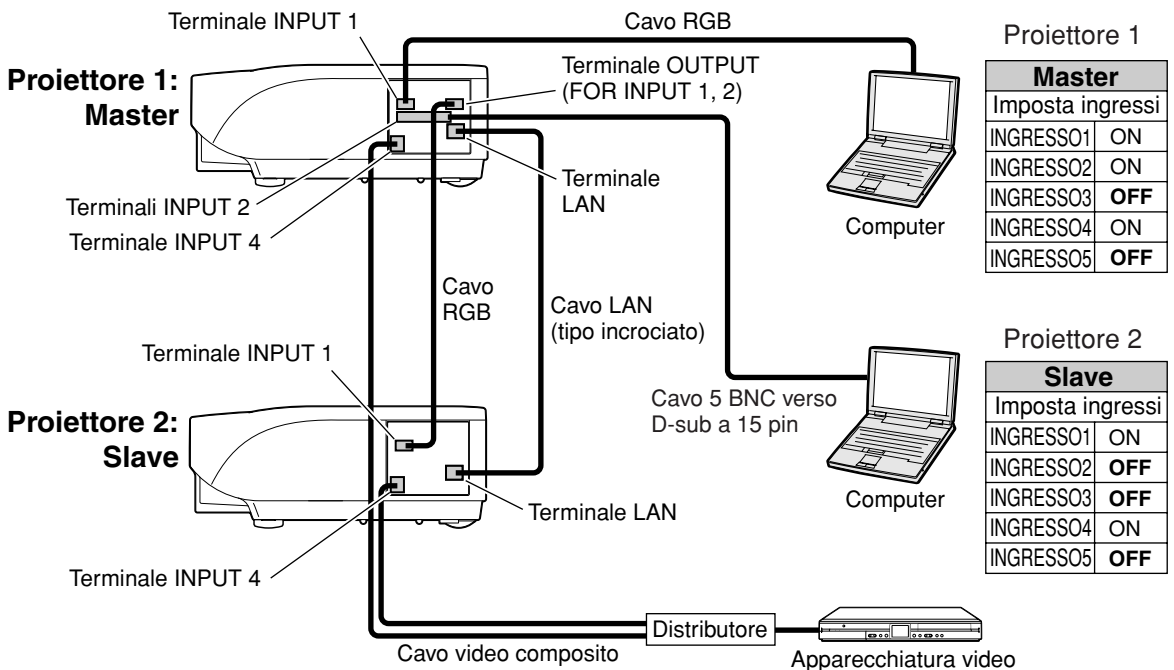 Terminale INPUT 1
Cavo RGB
Proiettore 1:
Master
Terminale OUTPUT
(FOR INPUT 1, 2)
Terminale
LAN
Terminali INPUT 2
Terminale INPUT 4
Computer
Proiettore 1
Master
Imposta ingressi
INGRESSO1 ON
INGRESSO2 ON
INGRESSO3 OFF
INGRESSO4 ON
INGRESSO5 OFF
Cavo
RGB
Cavo LAN
(tipo incrociato)
Terminale INPUT 1
Proiettore 2:
Slave
Cavo 5 BNC verso
D-sub a 15 pin
Computer
Terminale LAN
Terminale INPUT 4
Proiettore 2
Slave
Imposta ingressi
INGRESSO1 ON
INGRESSO2 OFF
INGRESSO3 OFF
INGRESSO4 ON
INGRESSO5 OFF
Distributore
Cavo video composito
Apparecchiatura video